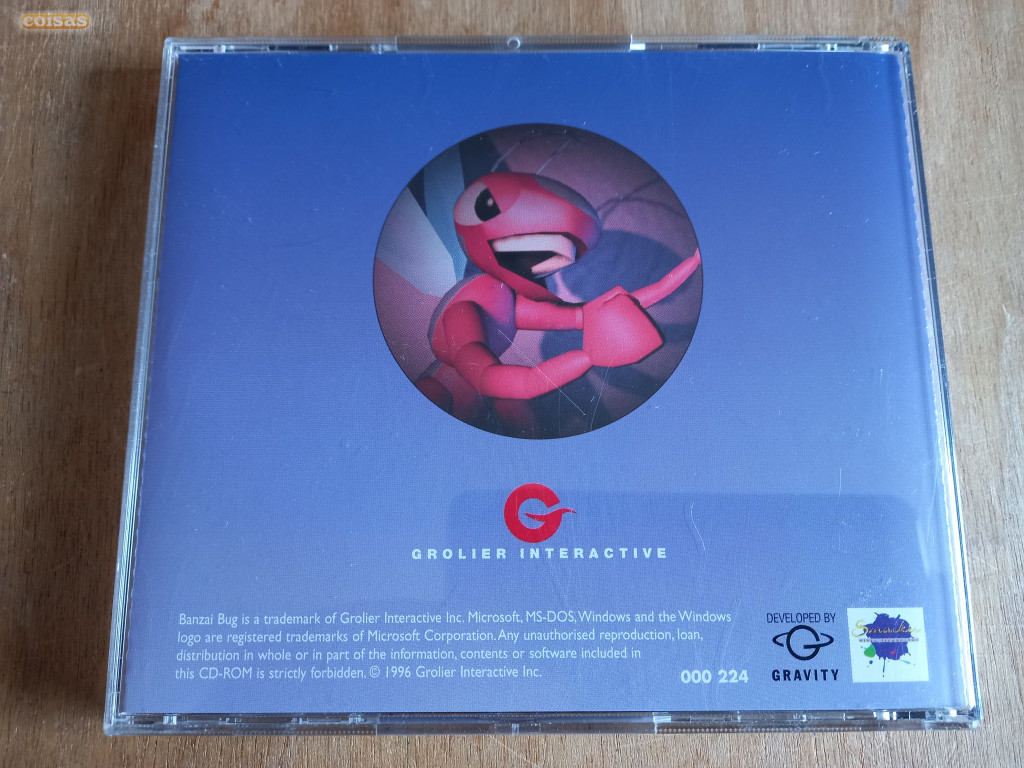 coisas
GROLIER INTERACTIVE
Banzai Bug is a trademark of Grolier Interactive Inc. Microsoft, MS-DOS, Windows and the Windows
logo are registered trademarks of Microsoft Corporation. Any unauthorised reproduction, loan,
distribution in whole or in part of the information, contents or software included in
this CD-ROM is strictly forbidden. © 1996 Grolier Interactive Inc.
000 224
DEVELOPED BY
GRAVITY